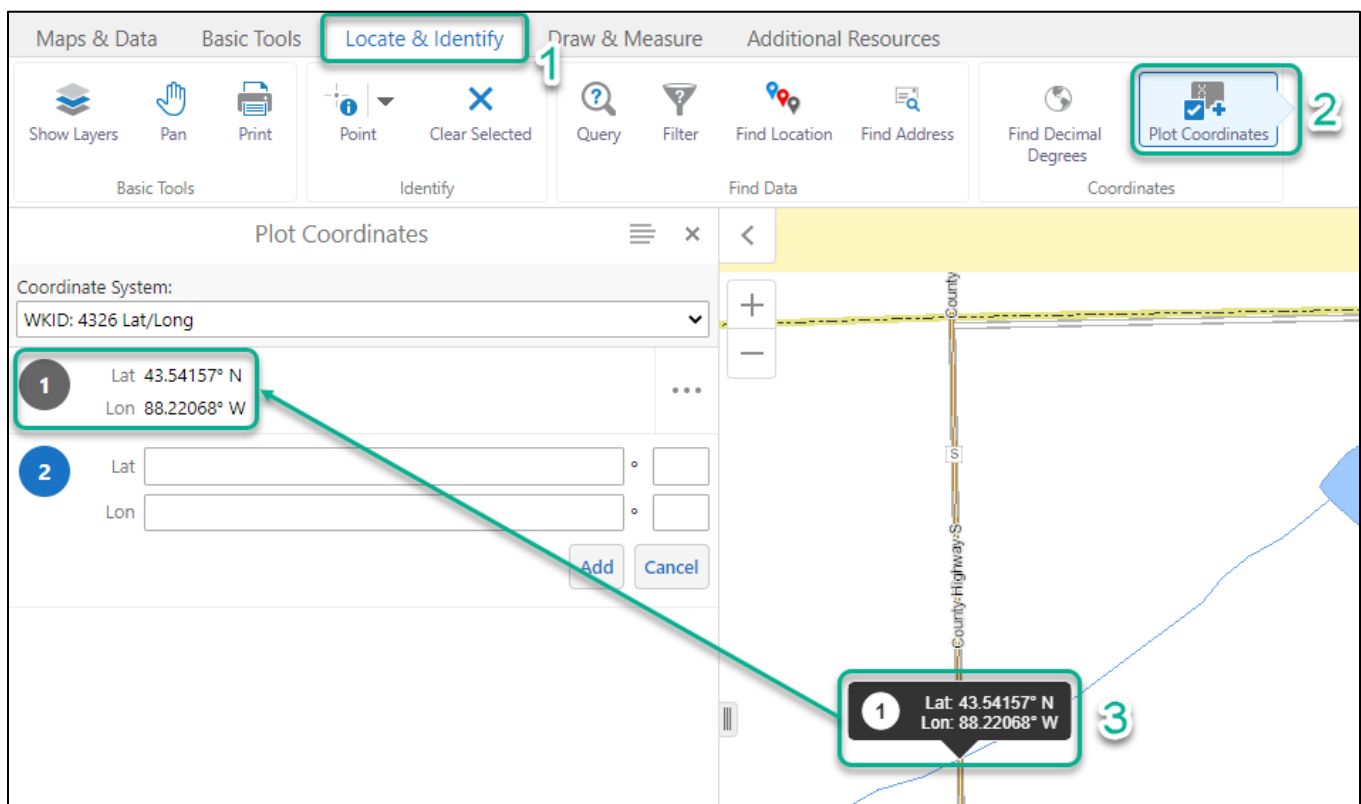 Maps & Data Basic Tools Locate & Identify Draw & Measure Additional Resources
1
Show Layers Pan Print Point Clear Selected Query Filter Find Location Find Address Find Decimal Degrees Plot Coordinates
2
Basic Tools Identify Find Data Coordinates
Plot Coordinates
Coordinate System:
WKID: 4326 Lat/Long
1 Lat 43.54157° N
Lon 88.22068° W
2 Lat °
Lon °
Add Cancel
County
S
County Highway S
1 Lat: 43.54157° N
Lon: 88.22068° W
3